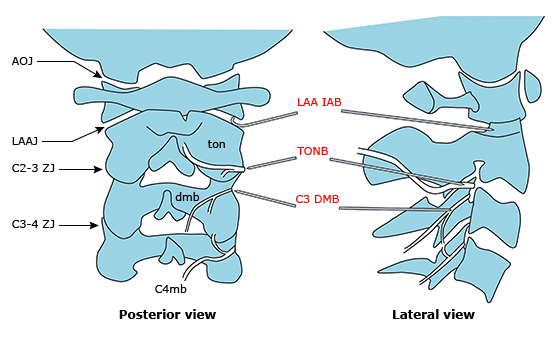 AOJ
LAA IAB
LAAJ
ton
TONB
C2-3 ZJ
dmb
C3 DMB
C3-4 ZJ
C4mb
Posterior view
Lateral view